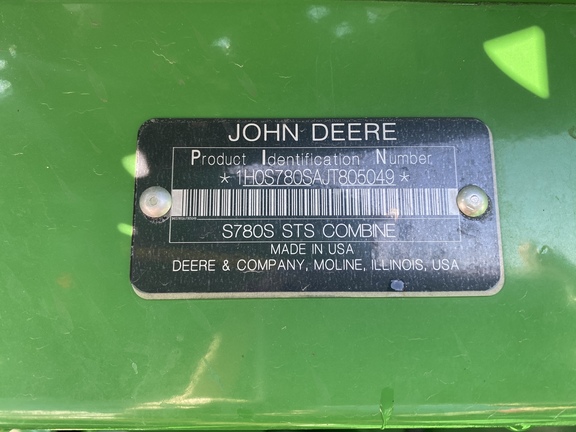 JOHN DEERE
Product Identification Number
*1H0S780SAJT805049*
S780S STS COMBINE
MADE IN USA
DEERE & COMPANY, MOLINE, ILLINOIS, USA